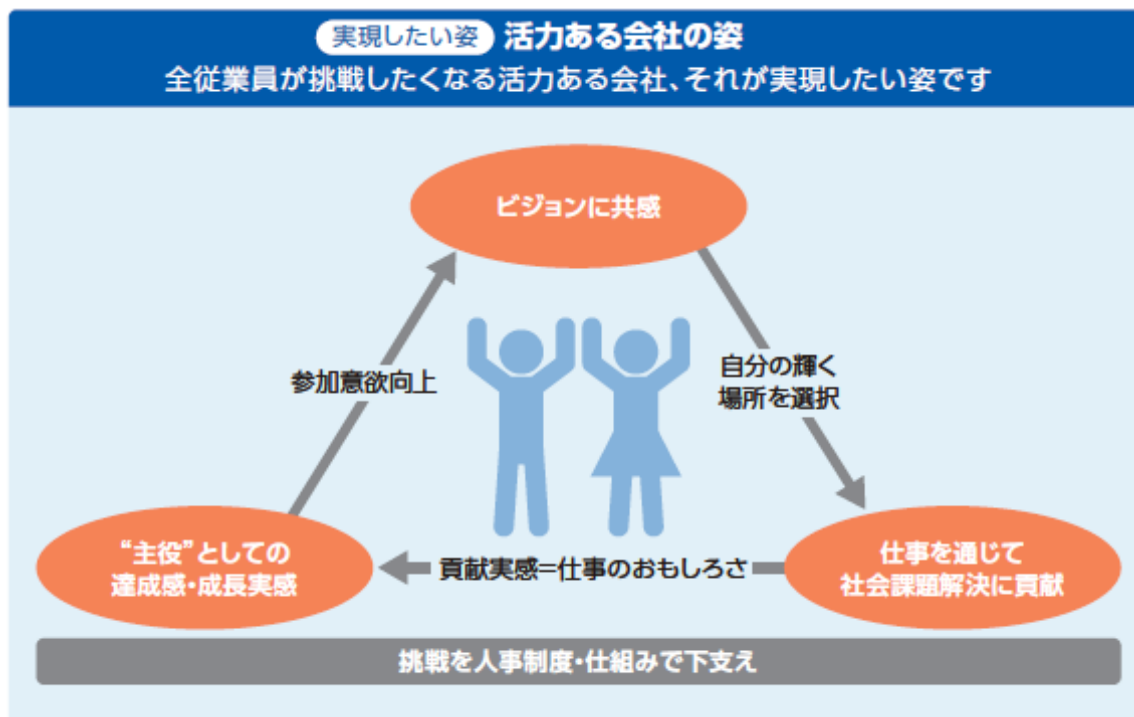 実現したい姿 活力ある会社の姿
全従業員が挑戦したくなる活力ある会社、それが実現したい姿です
ビジョンに共感
参加意欲向上
自分の輝く
場所を選択
“主役”としての
達成感・成長実感
貢献実感=仕事のおもしろさ
仕事を通じて
社会課題解決に貢献
挑戦を人事制度・仕組みで下支え